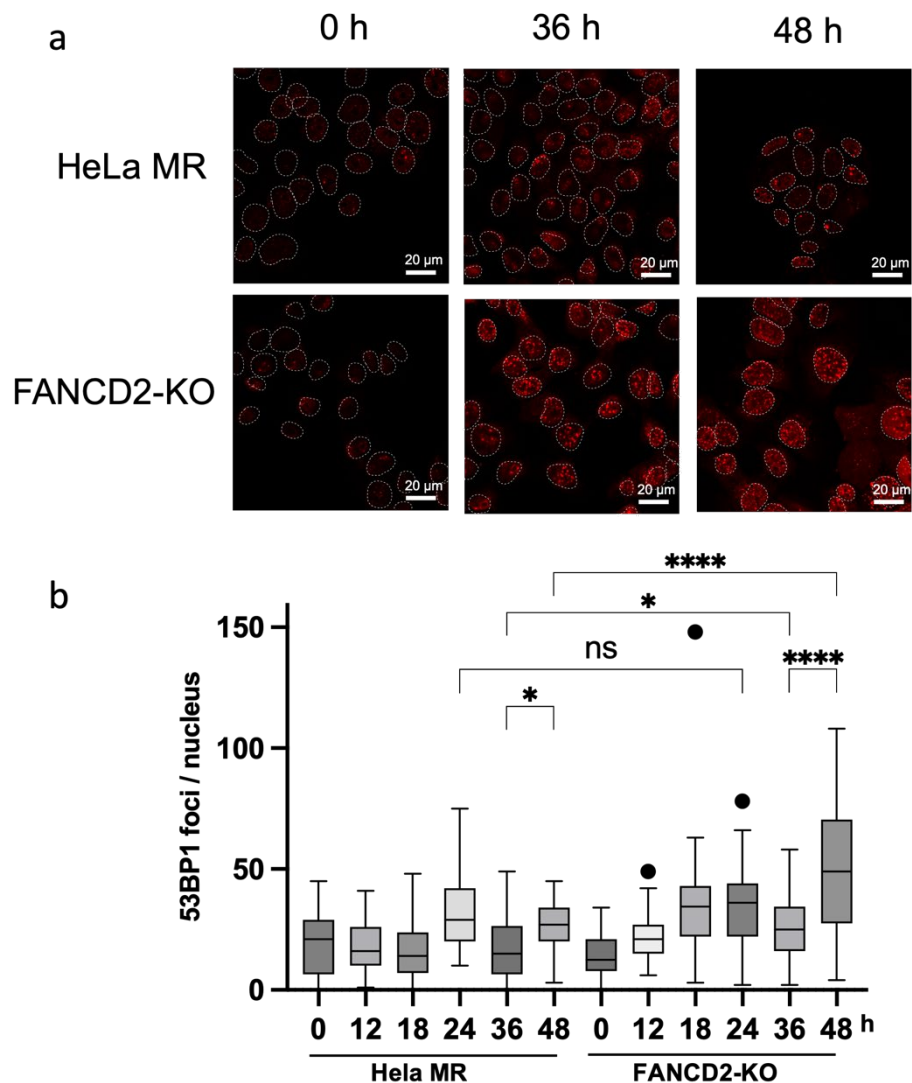 a
0 h 36 h 48 h
HeLa MR
20 µm 20 µm 20 µm
FANCD2-KO
20 µm 20 µm 20 µm
b
****
*
ns
****
*
53BP1 foci / nucleus
150
100
50
0
0 12 18 24 36 48 0 12 18 24 36 48 h
Hela MR FANCD2-KO